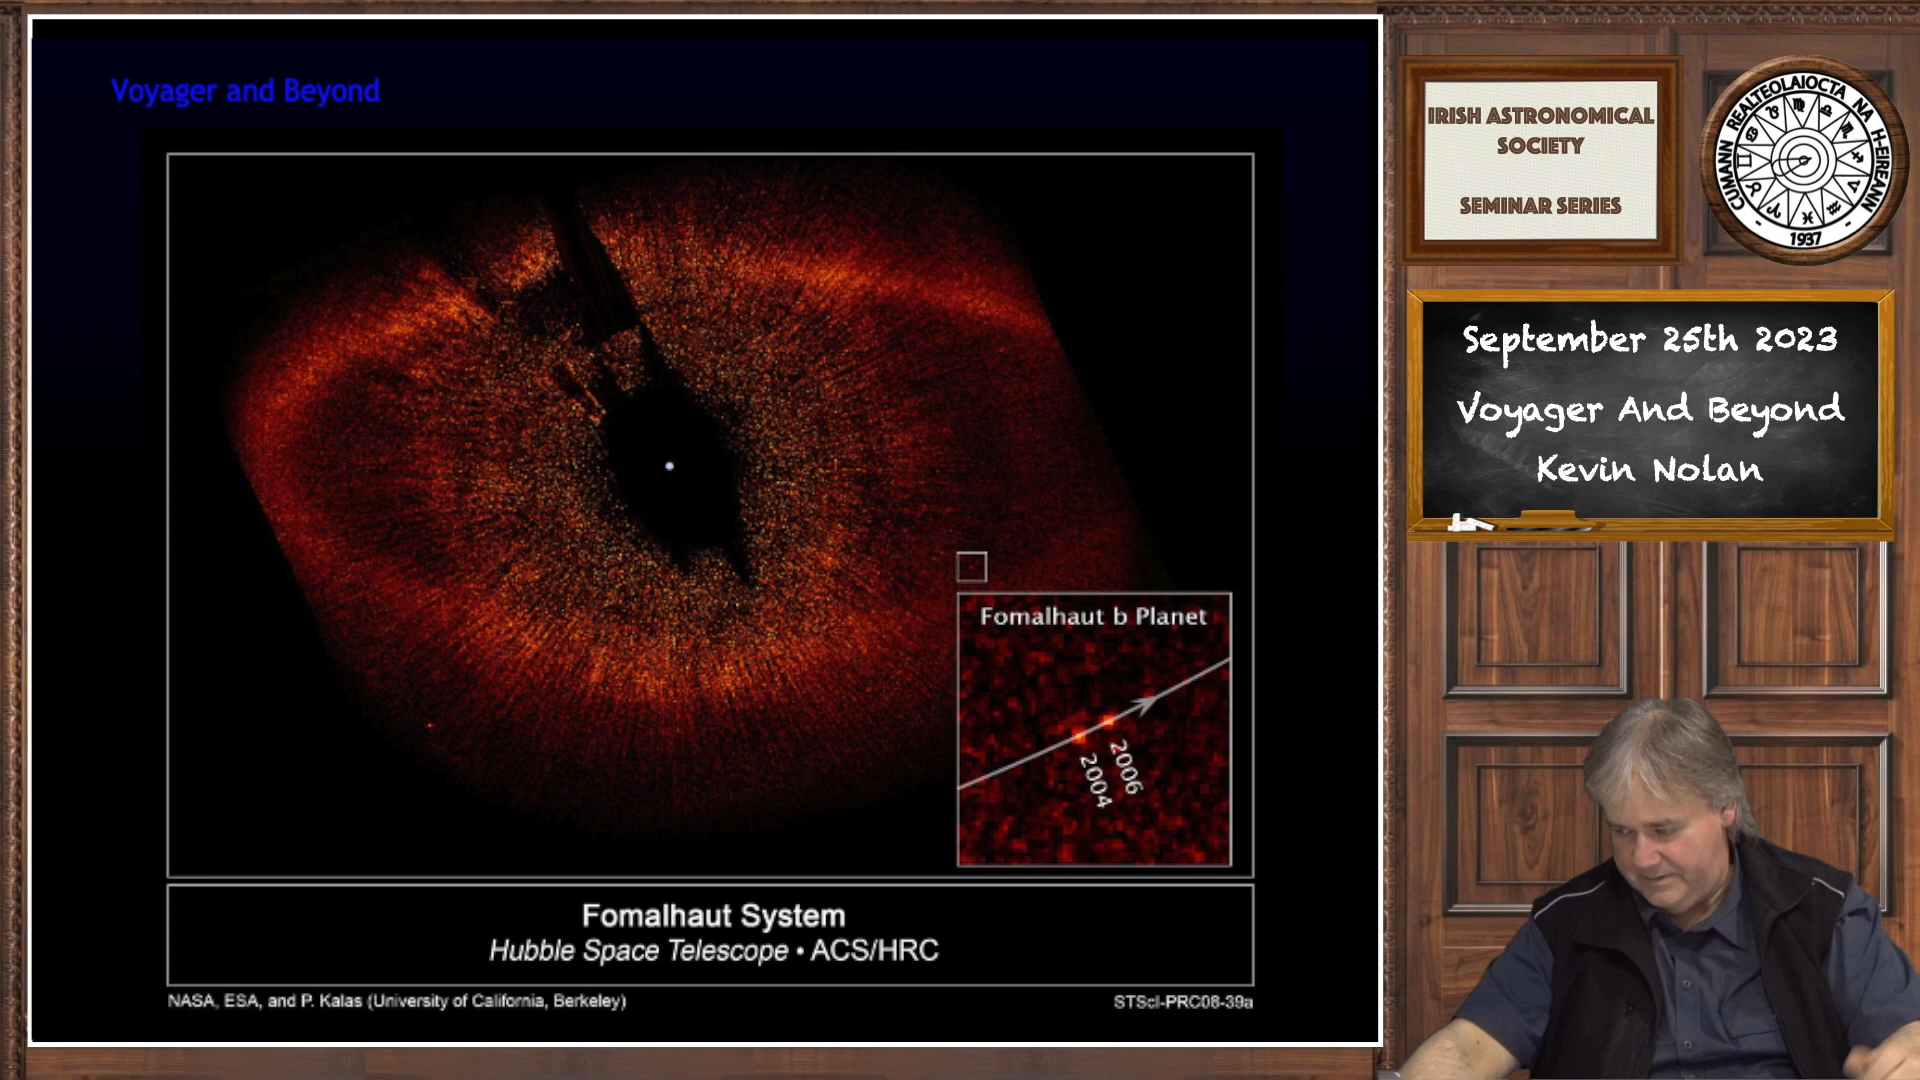 Voyager and Beyond
Fomalhaut b Planet
2004
2006
Fomalhaut System
Hubble Space Telescope • ACS/HRC
NASA, ESA, and P. Kalas (University of California, Berkeley)
STScI-PRC08-39a
IRISH ASTRONOMICAL
SOCIETY
SEMINAR SERIES
CUMANN REALTEOLAIOCTA NA H-EIREANN
- 1937 -
September 25th 2023
Voyager And Beyond
Kevin Nolan